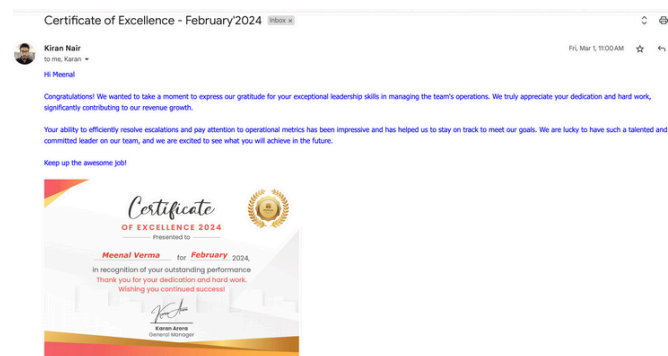 Certificate of Excellence - February'2024 Inbox ×
Kiran Nair
Fri, Mar 1, 11:00 AM
to me, Karan
Hi Meenal
Congratulations! We wanted to take a moment to express our gratitude for your exceptional leadership skills in managing the team's operations. We truly appreciate your dedication and hard work,
significantly contributing to our revenue growth.
Your ability to efficiently resolve escalations and pay attention to operational metrics has been impressive and has helped us to stay on track to meet our goals. We are lucky to have such a talented and
committed leader on our team, and we are excited to see what you will achieve in the future.
Keep up the awesome job!
Certificate
OF EXCELLENCE 2024
Presented to
Meenal Verma for February 2024,
in recognition of your outstanding performance
Thank you for your dedication and hard work.
Wishing you continued success!
Karan Arora
General Manager